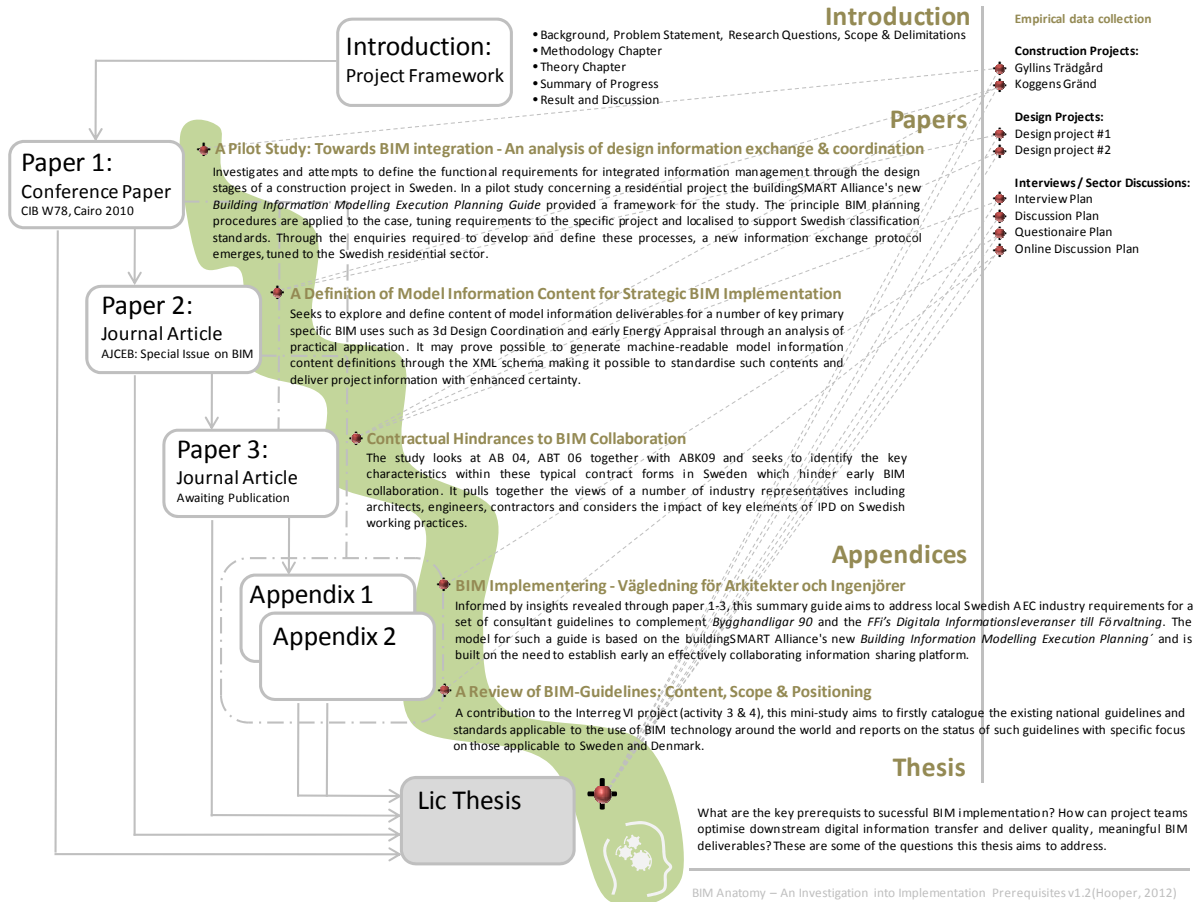 Introduction
Introduction:
Project Framework
• Background, Problem Statement, Research Questions, Scope & Delimitations
• Methodology Chapter
• Theory Chapter
• Summary of Progress
• Result and Discussion
Empirical data collection
Construction Projects:
Gyllins Trädgård
Koggens Gränd
Design Projects:
Design project #1
Design project #2
Interviews / Sector Discussions:
Interview Plan
Discussion Plan
Questionaire Plan
Online Discussion Plan
Papers
Paper 1:
Conference Paper
CIB W78, Cairo 2010
A Pilot Study: Towards BIM integration - An analysis of design information exchange & coordination
Investigates and attempts to define the functional requirements for integrated information management through the design
stages of a construction project in Sweden. In a pilot study concerning a residential project the buildingSMART Alliance's new
Building Information Modelling Execution Planning Guide provided a framework for the study. The principle BIM planning
procedures are applied to the case, tuning requirements to the specific project and localised to support Swedish classification
standards. Through the enquiries required to develop and define these processes, a new information exchange protocol
emerges, tuned to the Swedish residential sector.
Paper 2:
Journal Article
AJCEB: Special Issue on BIM
A Definition of Model Information Content for Strategic BIM Implementation
Seeks to explore and define content of model information deliverables for a number of key primary
specific BIM uses such as 3d Design Coordination and early Energy Appraisal through an analysis of
practical application. It may prove possible to generate machine-readable model information
content definitions through the XML schema making it possible to standardise such contents and
deliver project information with enhanced certainty.
Paper 3:
Journal Article
Awaiting Publication
Contractual Hindrances to BIM Collaboration
The study looks at AB 04, ABT 06 together with ABK09 and seeks to identify the key
characteristics within these typical contract forms in Sweden which hinder early BIM
collaboration. It pulls together the views of a number of industry representatives including
architects, engineers, contractors and considers the impact of key elements of IPD on Swedish
working practices.
Appendices
Appendix 1
Appendix 2
BIM Implementering - Vägledning för Arkitekter och Ingenjörer
Informed by insights revealed through paper 1-3, this summary guide aims to address local Swedish AEC industry requirements for a
set of consultant guidelines to complement Bygghandligar 90 and the FFi's Digitala Informationsleveranser till Förvaltning. The
model for such a guide is based on the buildingSMART Alliance's new Building Information Modelling Execution Planning´ and is
built on the need to establish early an effectively collaborating information sharing platform.
A Review of BIM-Guidelines: Content, Scope & Positioning
A contribution to the Interreg VI project (activity 3 & 4), this mini-study aims to firstly catalogue the existing national guidelines and
standards applicable to the use of BIM technology around the world and reports on the status of such guidelines with specific focus
on those applicable to Sweden and Denmark.
Thesis
Lic Thesis
What are the key prerequists to sucessful BIM implementation? How can project teams
optimise downstream digital information transfer and deliver quality, meaningful BIM
deliverables? These are some of the questions this thesis aims to address.
BIM Anatomy – An Investigation into Implementation Prerequisites v1.2(Hooper, 2012)